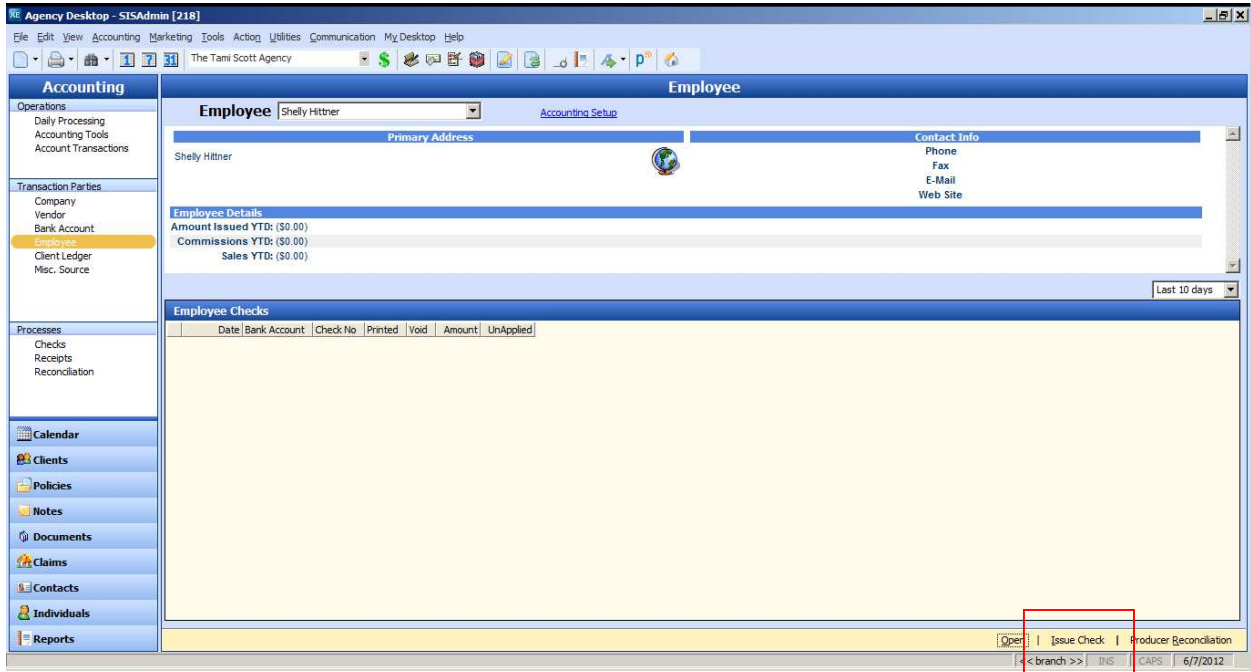 Agency Desktop - SISAdmin [218]
File Edit View Accounting Marketing Tools Action Utilities Communication My Desktop Help
1 7 31 The Tami Scott Agency
Accounting
Operations
Daily Processing
Accounting Tools
Account Transactions
Transaction Parties
Company
Vendor
Bank Account
Employee
Client Ledger
Misc. Source
Processes
Checks
Receipts
Reconciliation
Calendar
Clients
Policies
Notes
Documents
Claims
Contacts
Individuals
Reports
Employee
Employee Shelly Hittner Accounting Setup
Primary Address Contact Info
Shelly Hittner
Phone
Fax
E-Mail
Web Site
Employee Details
Amount Issued YTD: ($0.00)
Commissions YTD: ($0.00)
Sales YTD: ($0.00)
Last 10 days
Employee Checks
Date Bank Account Check No Printed Void Amount UnApplied
Open | Issue Check | Producer Reconciliation
<< branch >> INS CAPS 6/7/2012